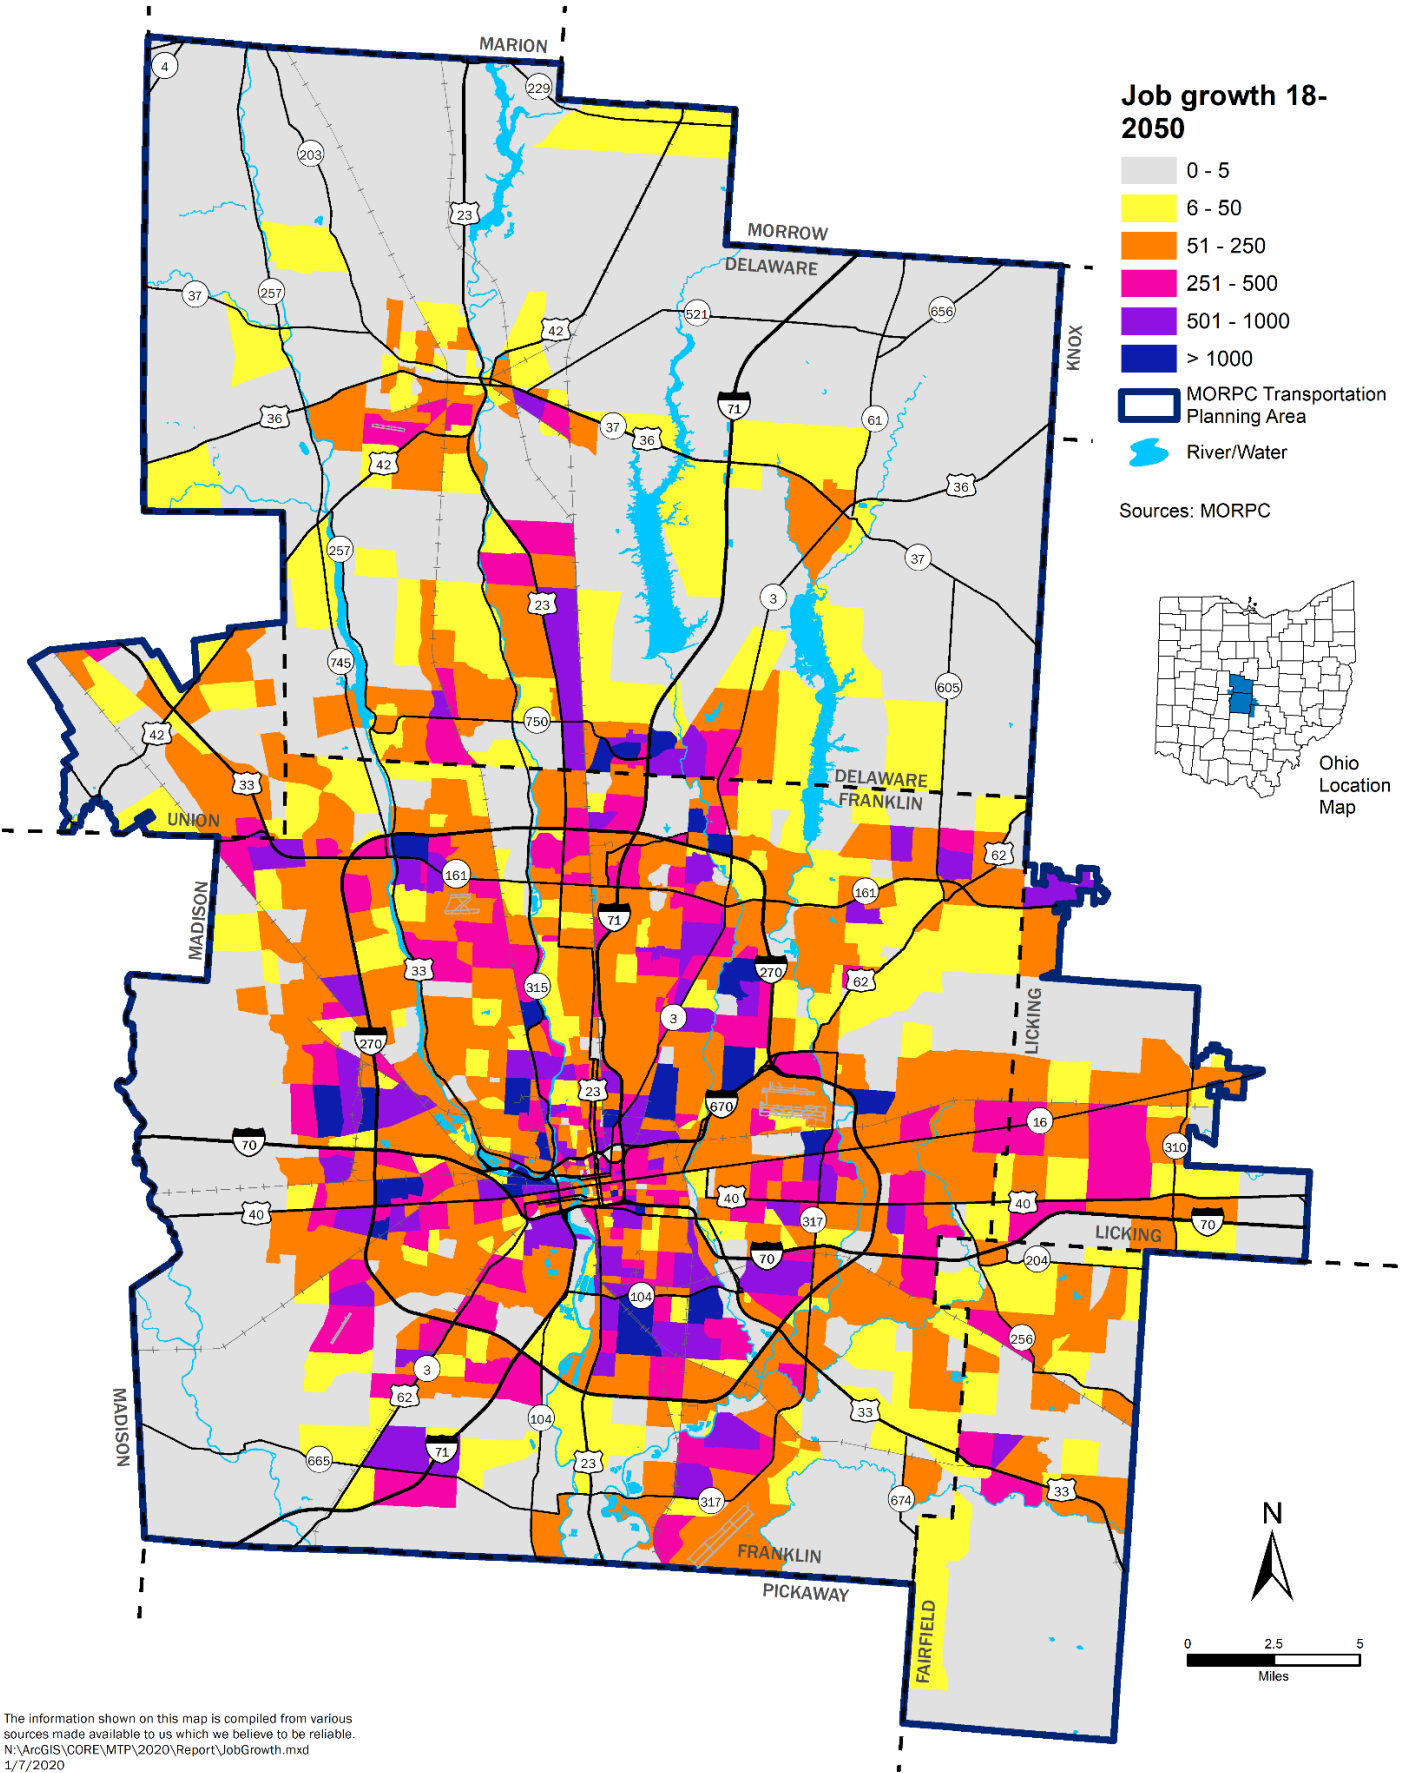 MARION
4
229
203
23
MORROW
DELAWARE
37
257
42
521
656
KNOX
71
36
61
37
36
42
36
257
37
23
3
745
605
750
42
33
DELAWARE
FRANKLIN
UNION
62
161
161
MADISON
71
33
270
62
315
3
LICKING
270
23
670
16
70
310
40
40
40
317
70
LICKING
70
204
104
256
3
62
MADISON
104
33
71
665
23
33
317
674
FRANKLIN
PICKAWAY
FAIRFIELD
Job growth 18-
2050
0 - 5
6 - 50
51 - 250
251 - 500
501 - 1000
> 1000
MORPC Transportation
Planning Area
River/Water
Sources: MORPC
Ohio
Location
Map
N
0 2.5 5
Miles
The information shown on this map is compiled from various
sources made available to us which we believe to be reliable.
N:\ArcGIS\CORE\MTP\2020\Report\JobGrowth.mxd
1/7/2020